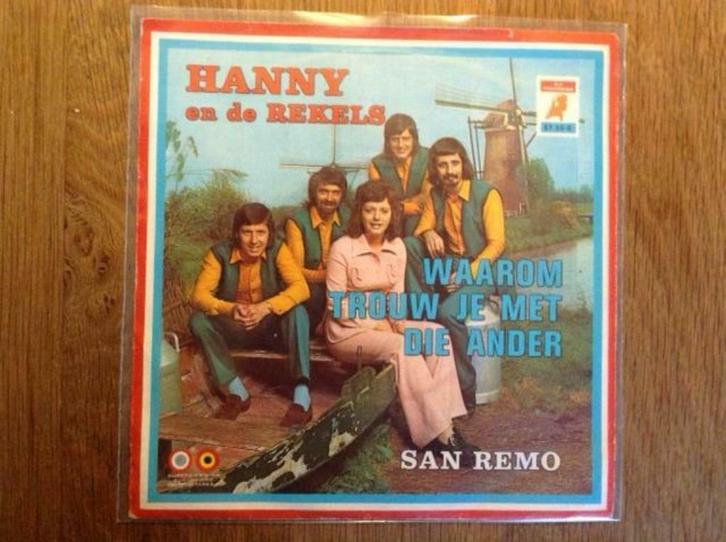 HANNY
en de REKELS
WAAROM
TROUW JE MET
DIE ANDER
SAN REMO